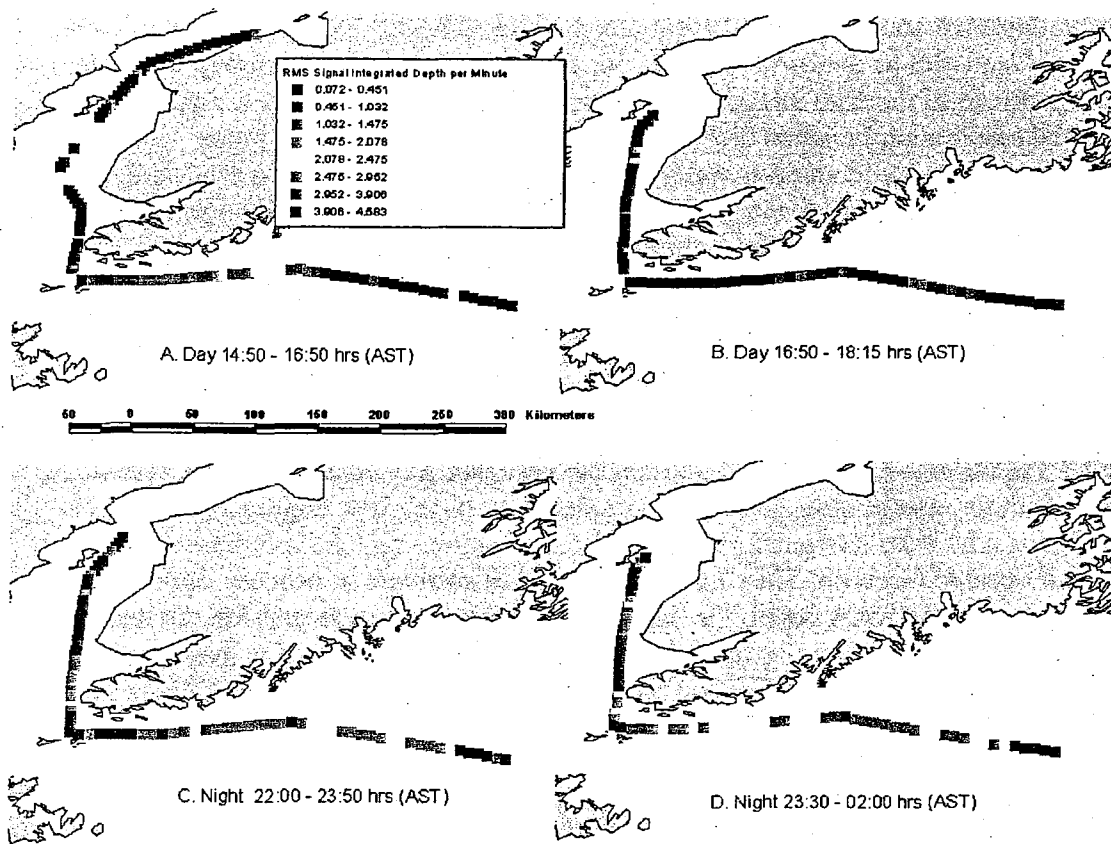 RMS Signal Integrated Depth per Minute
0.072 - 0.451
0.451 - 1.032
1.032 - 1.475
1.475 - 2.078
2.078 - 2.475
2.475 - 2.952
2.952 - 3.906
3.906 - 4.583
A. Day 14:50 - 16:50 hrs (AST)
B. Day 16:50 - 18:15 hrs (AST)
50 0 50 100 150 200 250 300 Kilometers
C. Night 22:00 - 23:50 hrs (AST)
D. Night 23:30 - 02:00 hrs (AST)